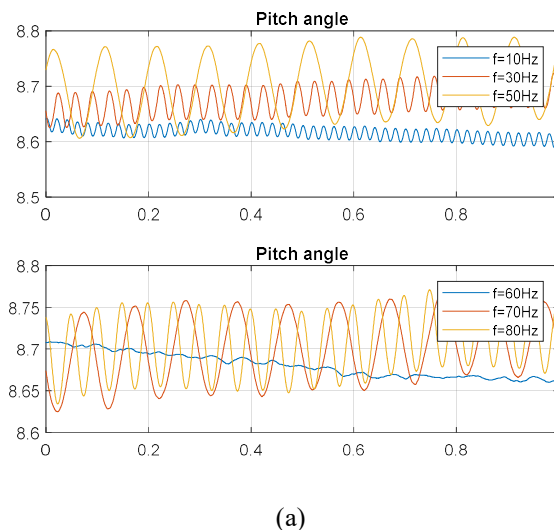 Pitch angle
8.8
8.7
8.6
8.5
f=10Hz
f=30Hz
f=50Hz
0 0.2 0.4 0.6 0.8
Pitch angle
8.8
8.75
8.7
8.65
8.6
f=60Hz
f=70Hz
f=80Hz
0 0.2 0.4 0.6 0.8
(a)